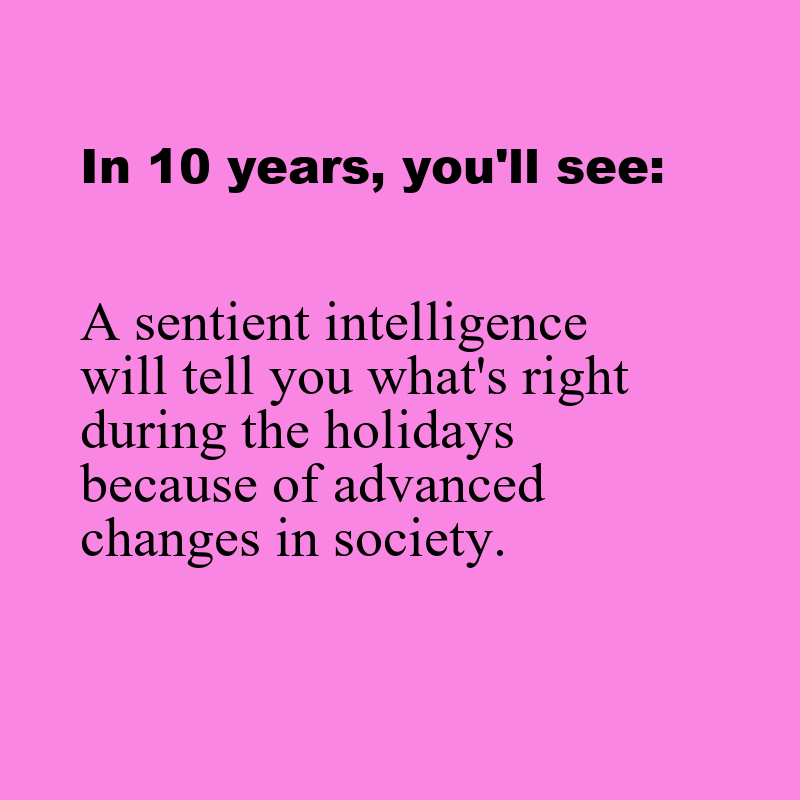 In 10 years, you'll see:
A sentient intelligence
will tell you what's right
during the holidays
because of advanced
changes in society.